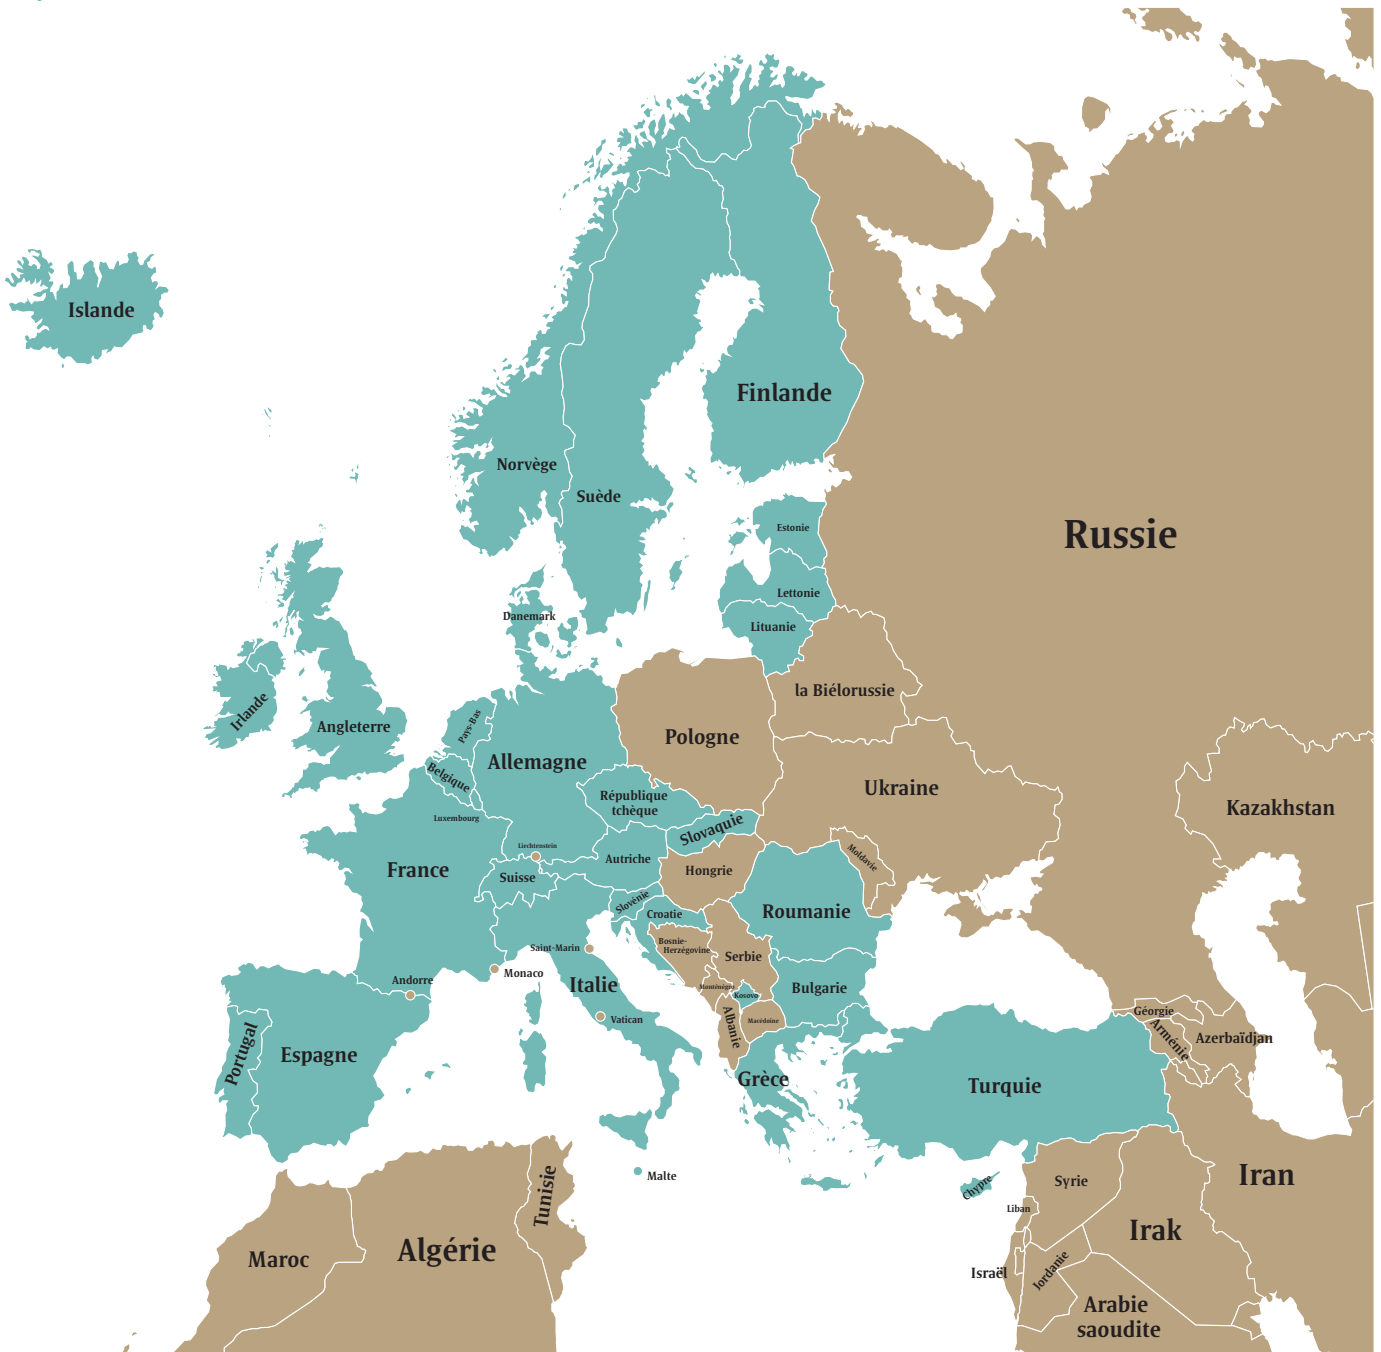 Islande
Finlande
Norvège
Suède
Estonie
Russie
Lettonie
Danemark
Lituanie
la Biélorussie
Irlande
Angleterre
Pays-Bas
Pologne
Allemagne
Belgique
Ukraine
République
tchèque
Kazakhstan
Luxembourg
Slovaquie
Liechtenstein
Autriche
Moldavie
France
Suisse
Hongrie
Slovénie
Croatie
Roumanie
Saint-Marin
Bosnie-
Herzégovine
Serbie
Monaco
Andorre
Italie
Monténégro
Kosovo
Bulgarie
Vatican
Albanie
Macédoine
Géorgie
Arménie
Azerbaïdjan
Portugal
Espagne
Grèce
Turquie
Malte
Chypre
Syrie
Iran
Tunisie
Liban
Maroc
Algérie
Irak
Israël
Jordanie
Arabie
saoudite